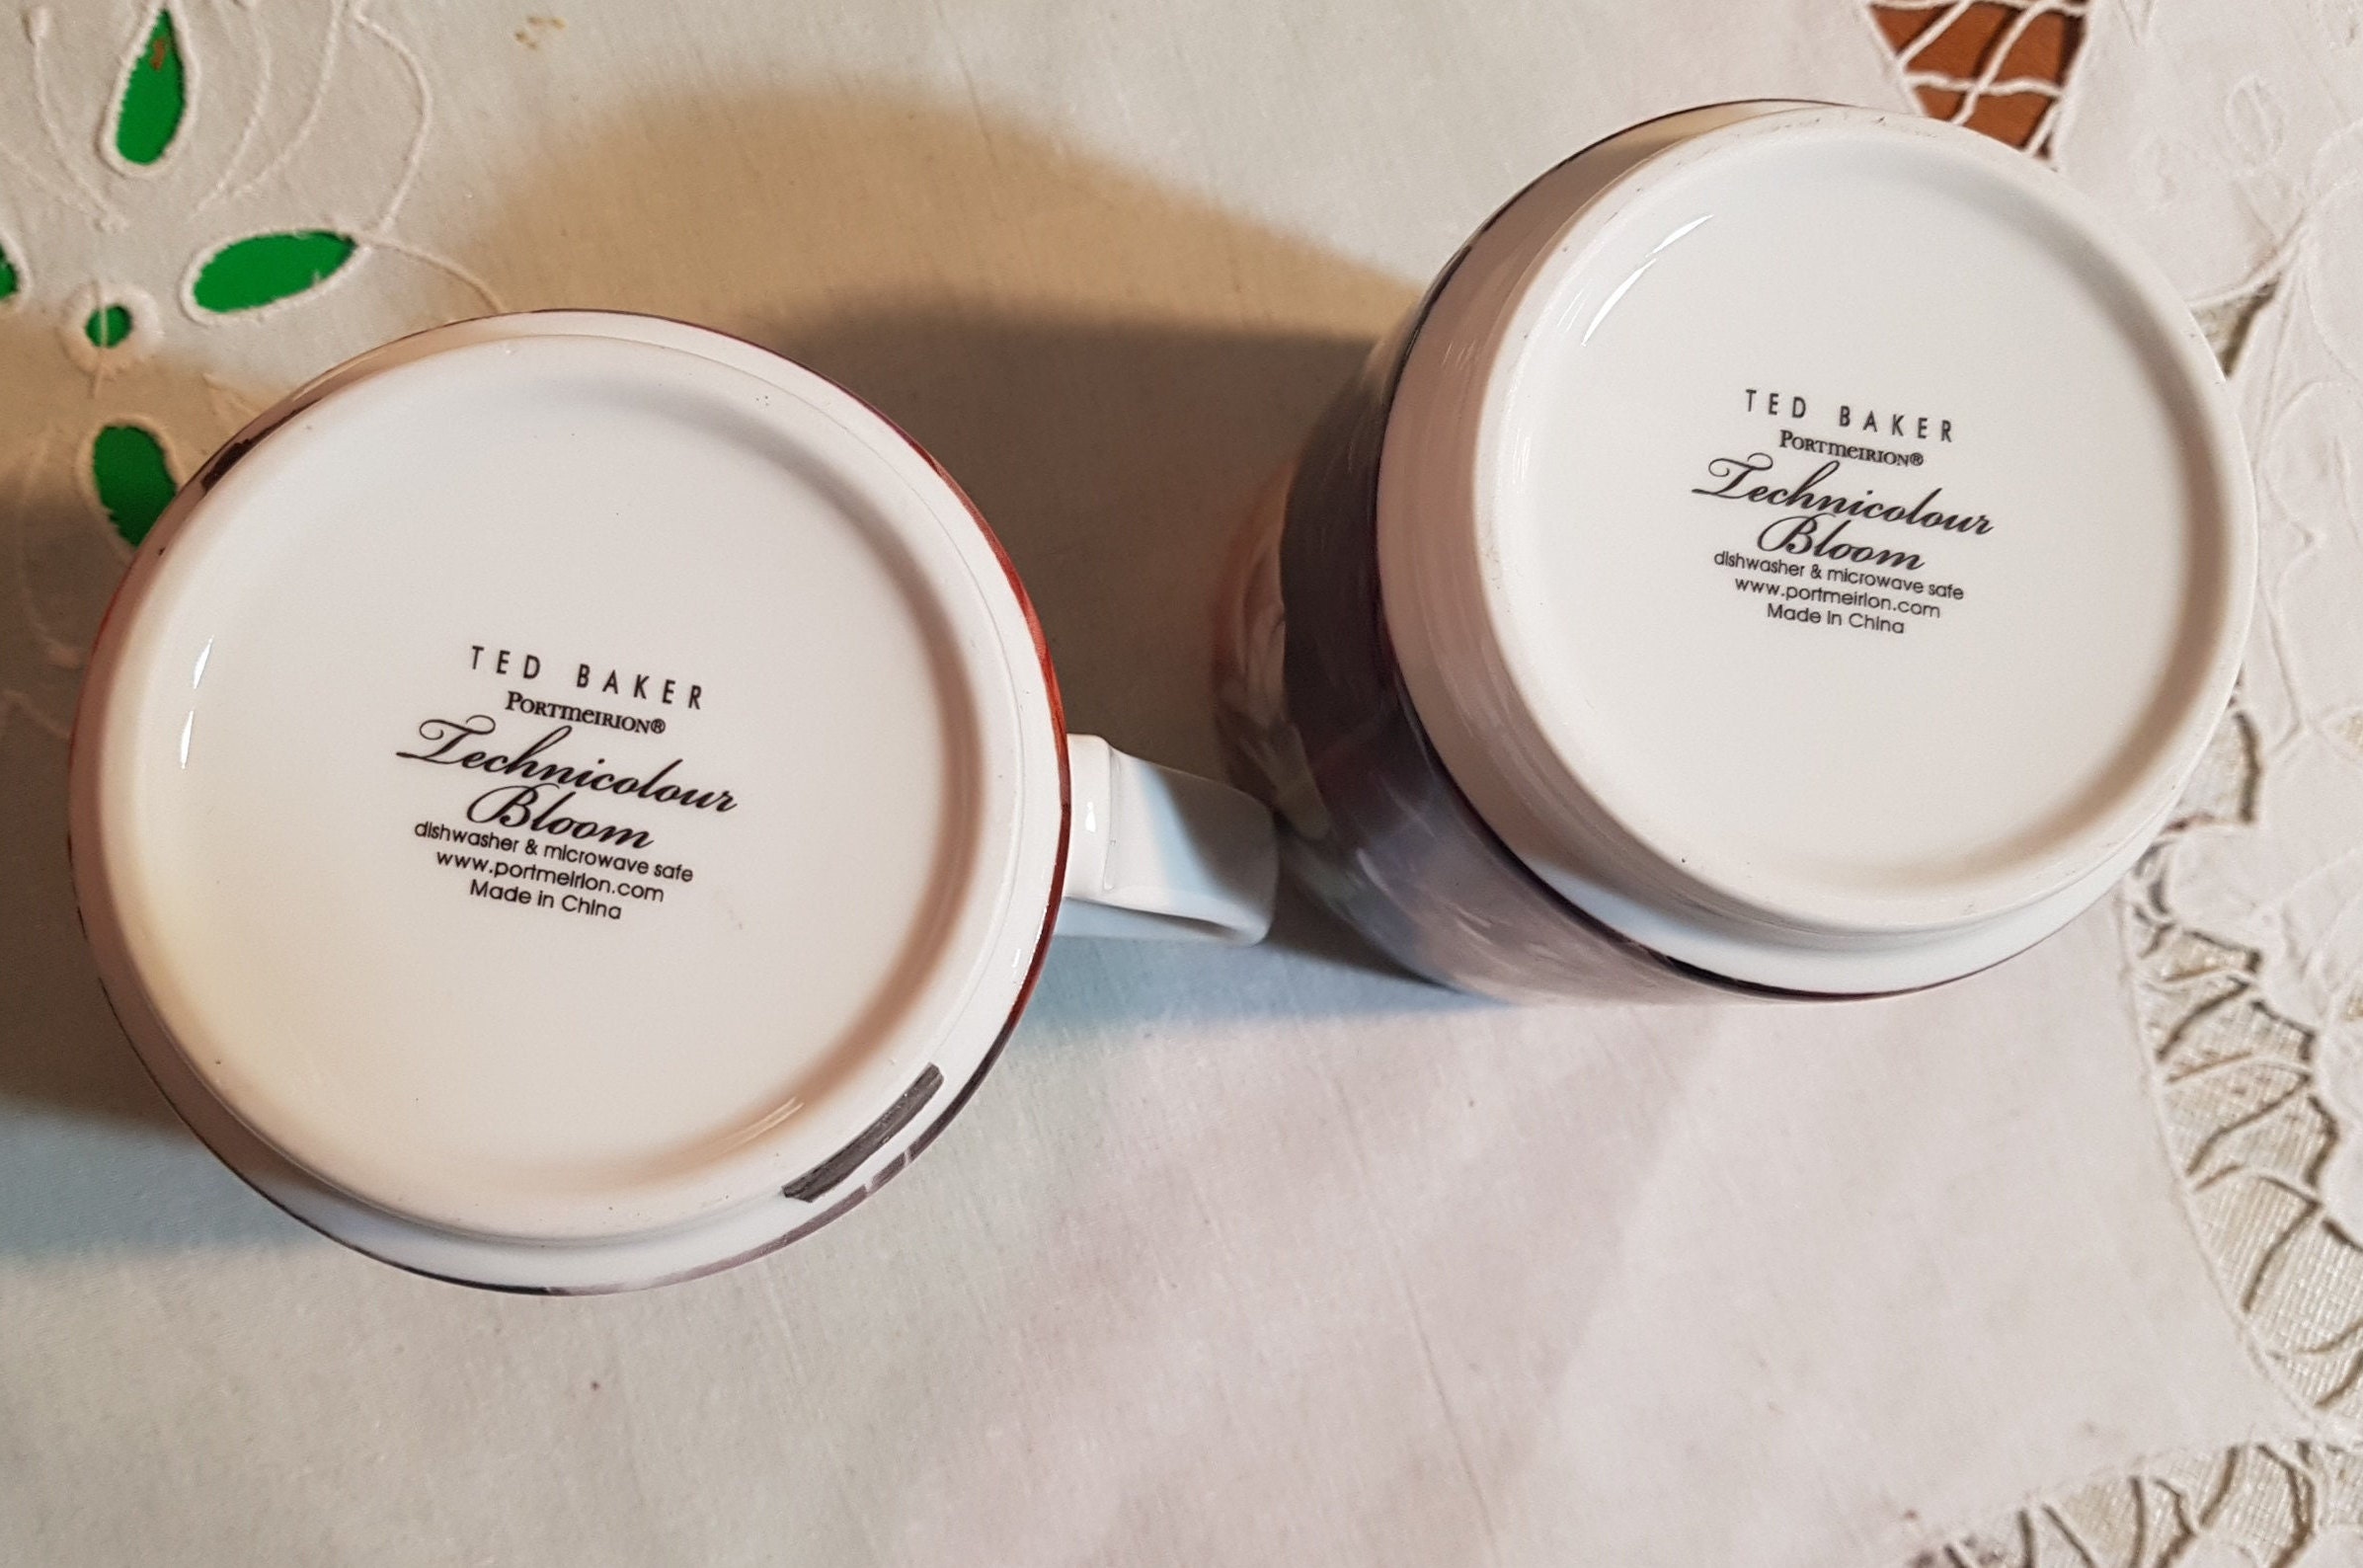 TED BAKER
PORTMEIRION®
Technicolour
Bloom
dishwasher & microwave safe
www.portmeirion.com
Made in China
TED BAKER
PORTMEIRION®
Technicolour
Bloom
dishwasher & microwave safe
www.portmeirion.com
Made in China